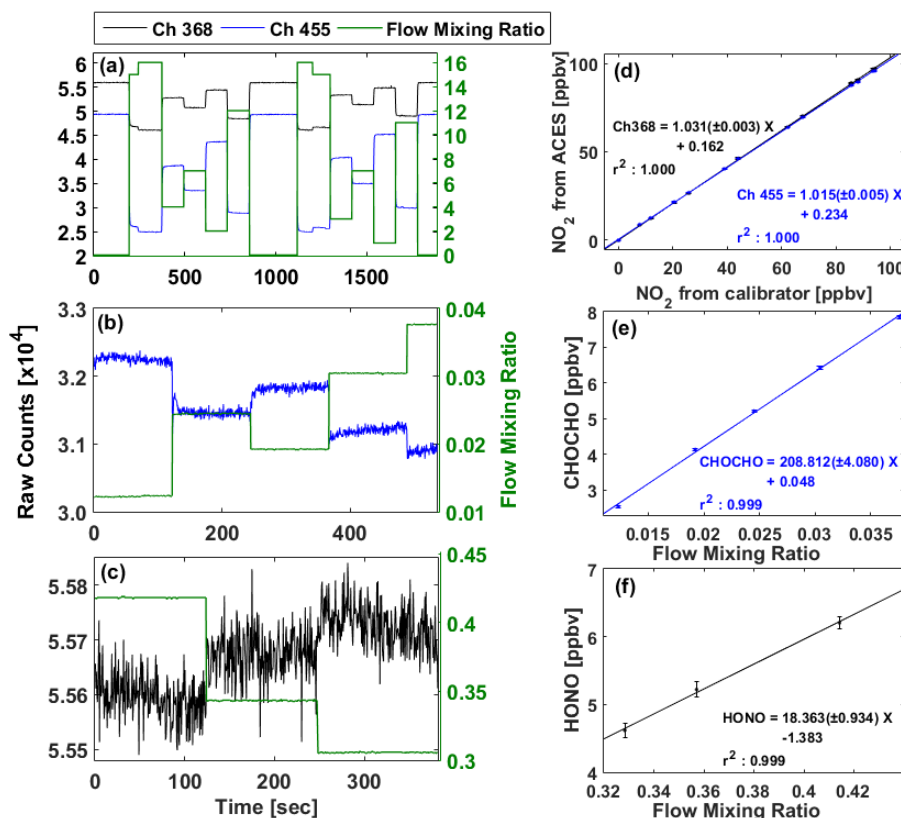 Ch 368 Ch 455 Flow Mixing Ratio
(a)
6
5.5
5
4.5
4
3.5
3
2.5
2
16
14
12
10
8
6
4
2
0
0 500 1000 1500
(b)
3.3
3.2
3.1
3.0
0.04
0.03
0.02
0.01
0 200 400
Raw Counts [x10^4]
Flow Mixing Ratio
(c)
5.58
5.57
5.56
5.55
0.45
0.4
0.35
0.3
0 100 200 300
Time [sec]
(d)
NO2 from ACES [ppbv]
100
50
0
Ch368 = 1.031(±0.003) X
+ 0.162
r2 : 1.000
Ch 455 = 1.015(±0.005) X
+ 0.234
r2 : 1.000
0 20 40 60 80 100
NO2 from calibrator [ppbv]
(e)
CHOCHO [ppbv]
8
7
6
5
4
3
CHOCHO = 208.812(±4.080) X
+ 0.048
r2 : 0.999
0.015 0.02 0.025 0.03 0.035
Flow Mixing Ratio
(f)
HONO [ppbv]
7
6
5
4
HONO = 18.363(±0.934) X
-1.383
r2 : 0.999
0.32 0.34 0.36 0.38 0.4 0.42
Flow Mixing Ratio